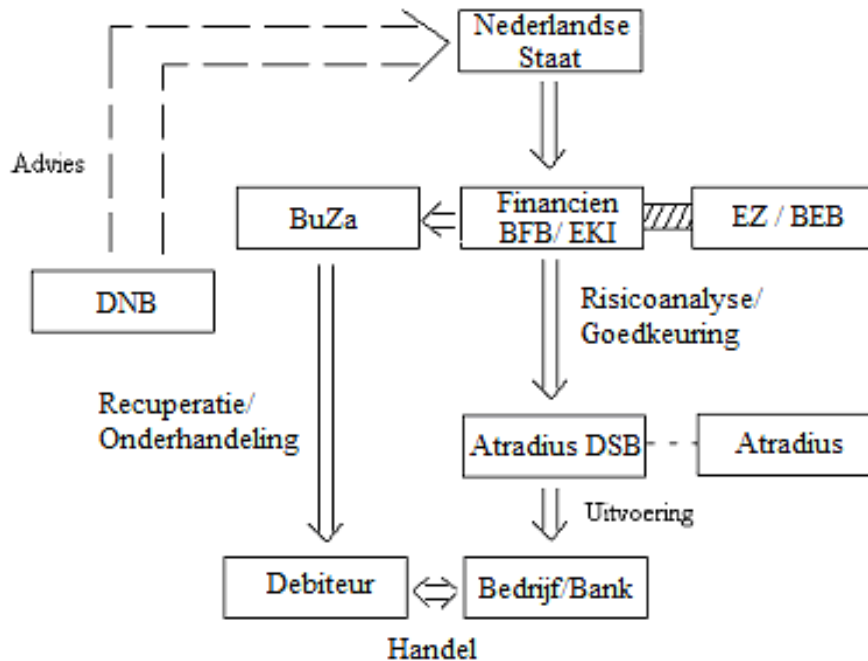 Nederlandse
Staat
Advies
BuZa
Financien
BFB/ EKI
EZ / BEB
DNB
Risicoanalyse/
Goedkeuring
Recuperatie/
Onderhandeling
Atradius DSB
Atradius
Uitvoering
Debiteur
Bedrijf/Bank
Handel